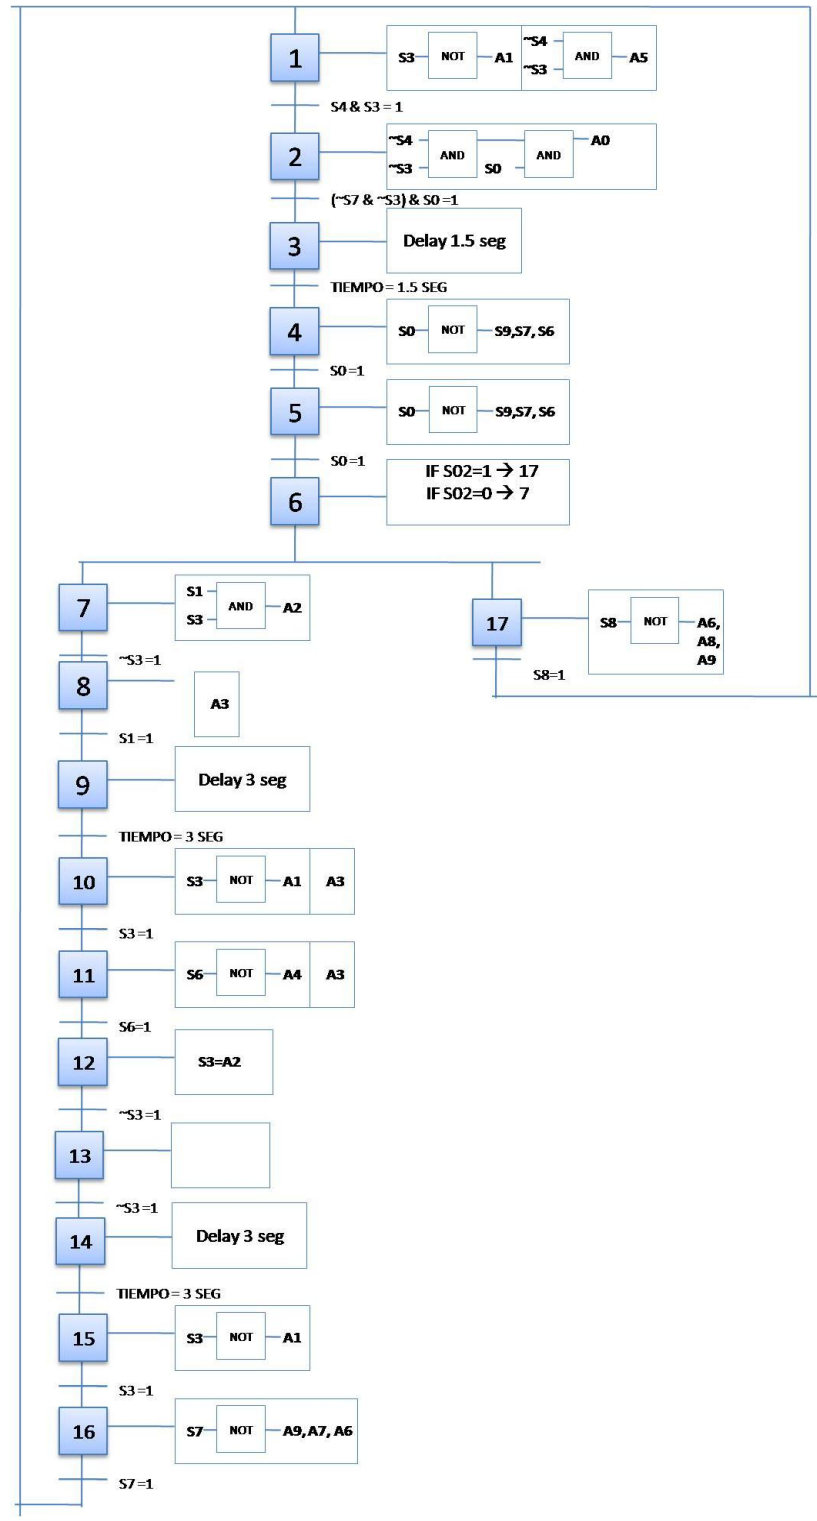 1
S3 NOT A1
~S4
~S3
AND A5
S4 & S3 = 1
2
~S4
~S3
AND
S0
AND
A0
(~S7 & ~S3) & S0 =1
3
Delay 1.5 seg
TIEMPO = 1.5 SEG
4
S0 NOT S9,S7, S6
S0 =1
5
S0 NOT S9,S7, S6
S0 =1
6
IF S02=1 → 17
IF S02=0 → 7
7
S1
S3
AND A2
~S3 =1
8
A3
S1 =1
9
Delay 3 seg
TIEMPO = 3 SEG
10
S3 NOT A1 A3
S3 =1
11
S6 NOT A4 A3
S6=1
12
S3=A2
~S3 =1
13
~S3 =1
14
Delay 3 seg
TIEMPO = 3 SEG
15
S3 NOT A1
S3 =1
16
S7 NOT A9, A7, A6
S7 =1
17
S8 NOT A6,
A8,
A9
S8=1